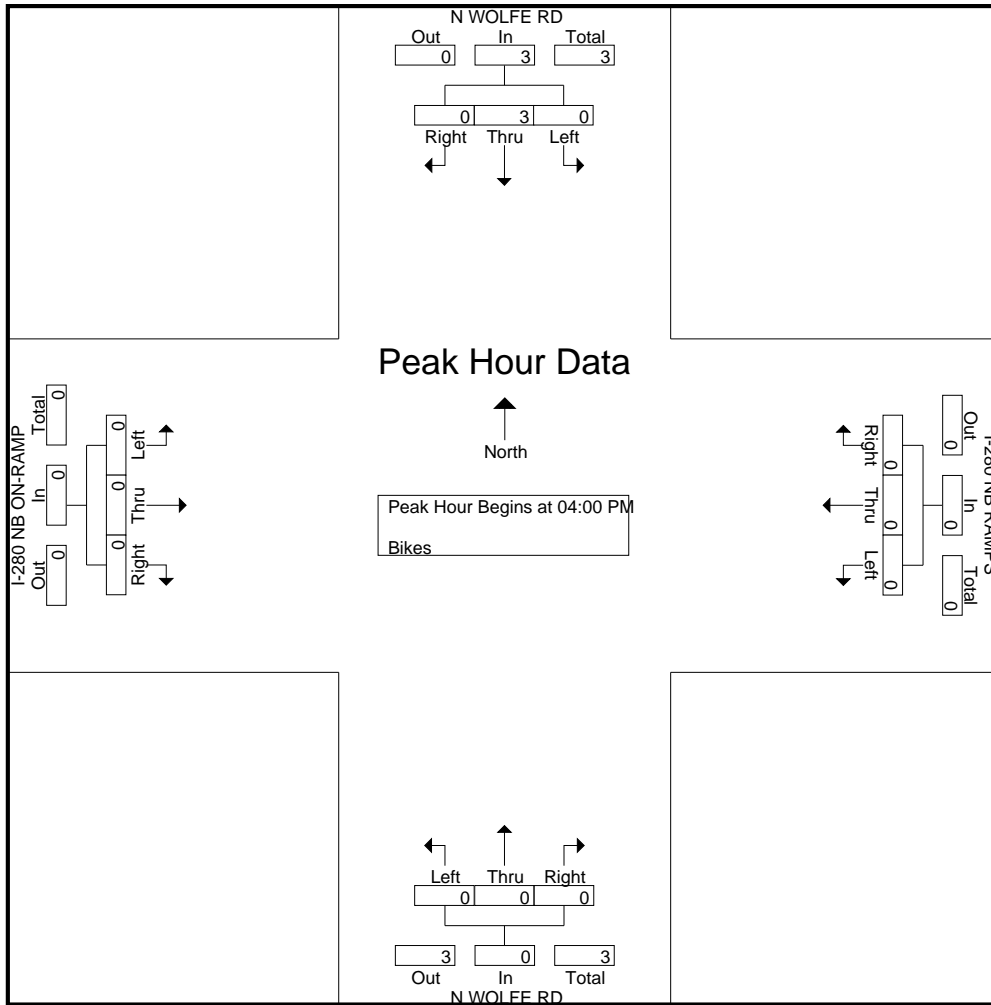 N WOLFE RD
Out In Total
0 3 3
0 3 0
Right Thru Left
Peak Hour Data
North
Peak Hour Begins at 04:00 PM
Bikes
I-280 NB ON-RAMP
Total In Out
0 0 0
0 0 0
Left Thru Right
Right Thru Left
0 0 0
0 0 0
Out In Total
I-280 NB RAMPS
Left Thru Right
0 0 0
3 0 3
Out In Total
N WOLFE RD